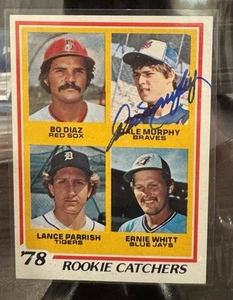 BO DIAZ
RED SOX
DALE MURPHY
BRAVES
LANCE PARRISH
TIGERS
ERNIE WHITT
BLUE JAYS
'78
ROOKIE CATCHERS